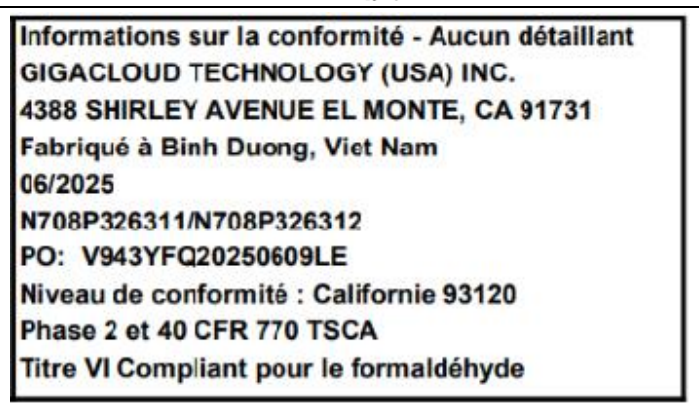 Informations sur la conformité - Aucun détaillant
GIGACLOUD TECHNOLOGY (USA) INC.
4388 SHIRLEY AVENUE EL MONTE, CA 91731
Fabriqué à Binh Duong, Viet Nam
06/2025
N708P326311/N708P326312
PO: V943YFQ20250609LE
Niveau de conformité : Californie 93120
Phase 2 et 40 CFR 770 TSCA
Titre VI Compliant pour le formaldéhyde